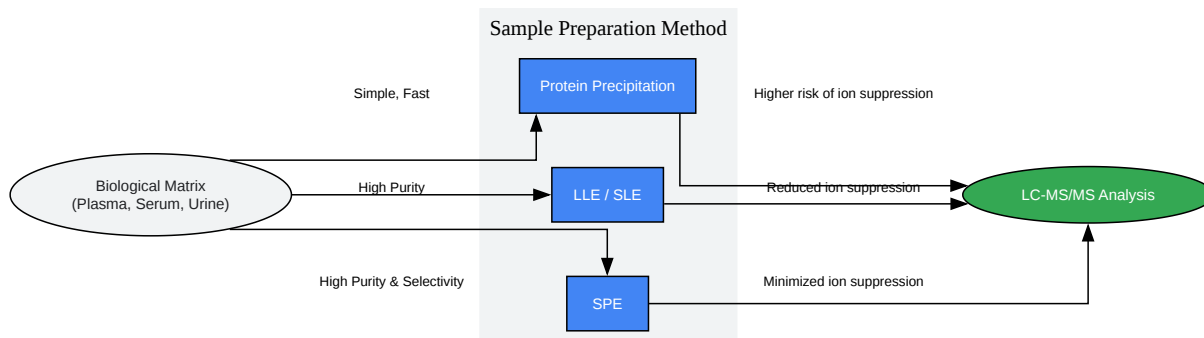 Sample Preparation Method
Protein Precipitation
Simple, Fast
Higher risk of ion suppression
Biological Matrix
(Plasma, Serum, Urine)
High Purity
LLE / SLE
Reduced ion suppression
LC-MS/MS Analysis
High Purity & Selectivity
Minimized ion suppression
SPE